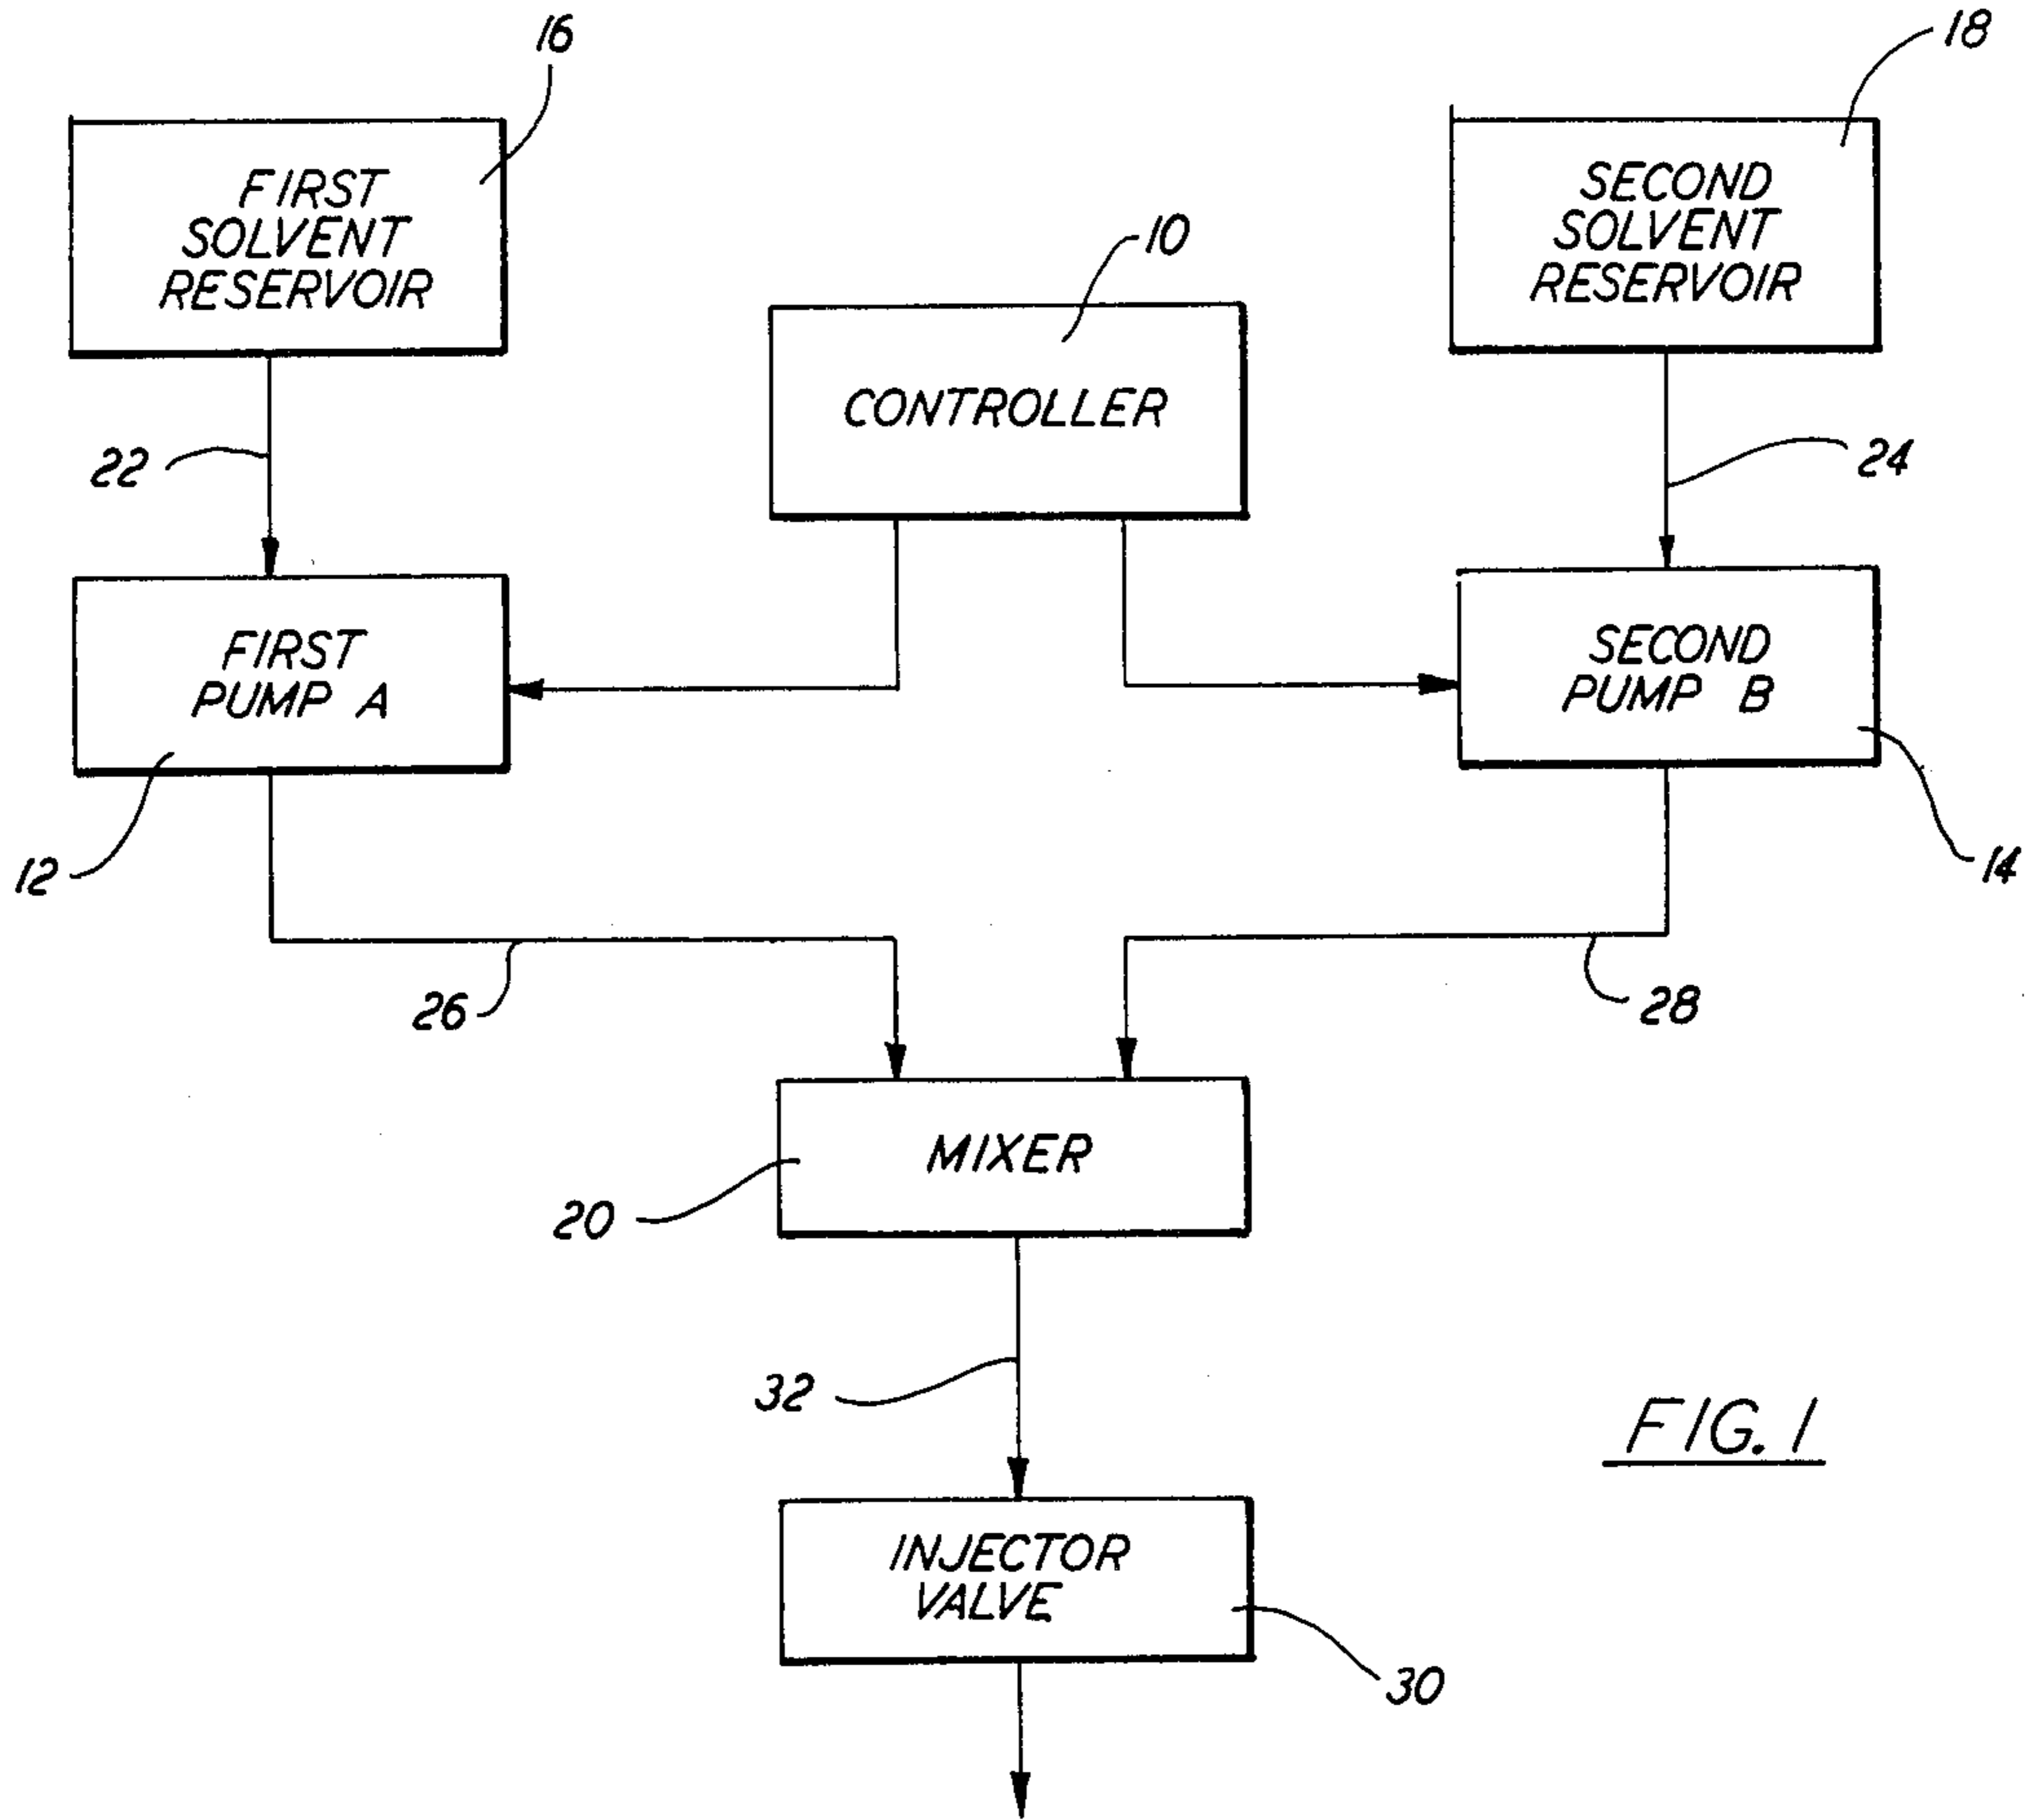 16
18
FIRST
SOLVENT
RESERVOIR
SECOND
SOLVENT
RESERVOIR
10
CONTROLLER
22
24
FIRST
PUMP A
SECOND
PUMP B
12
14
26
28
MIXER
20
32
FIG. 1
INJECTOR
VALVE
30